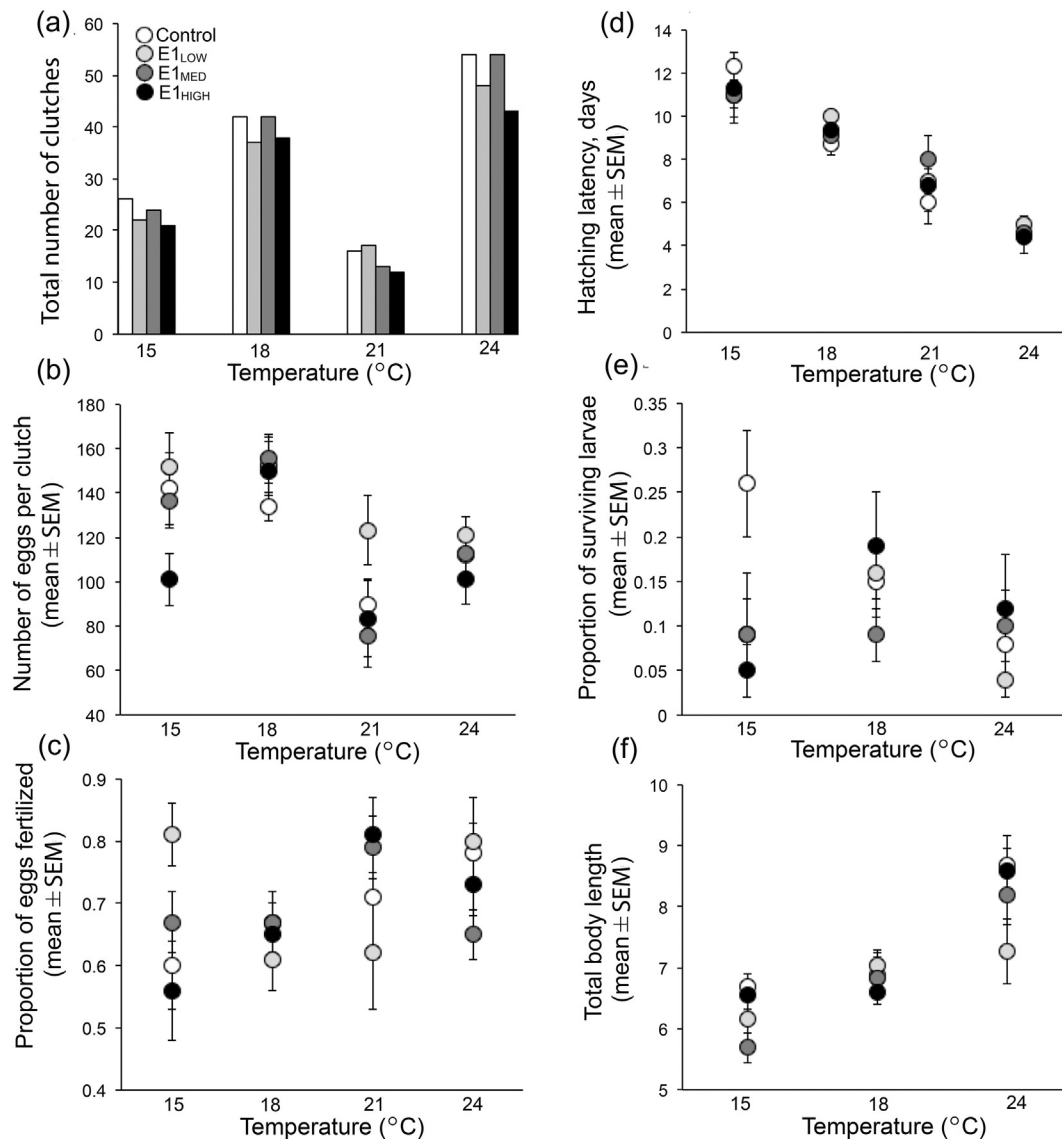 (a)
Control
E1LOW
E1MED
E1HIGH
Total number of clutches
60
50
40
30
20
10
0
15 18 21 24
Temperature (°C)
(b)
Number of eggs per clutch
(mean ± SEM)
180
160
140
120
100
80
60
40
15 18 21 24
Temperature (°C)
(c)
Proportion of eggs fertilized
(mean ± SEM)
0.9
0.8
0.7
0.6
0.5
0.4
15 18 21 24
Temperature (°C)
(d)
Hatching latency, days
(mean ± SEM)
14
12
10
8
6
4
2
0
15 18 21 24
Temperature (°C)
(e)
Proportion of surviving larvae
(mean ± SEM)
0.35
0.3
0.25
0.2
0.15
0.1
0.05
0
15 18 24
Temperature (°C)
(f)
Total body length
(mean ± SEM)
10
9
8
7
6
5
15 18 24
Temperature (°C)